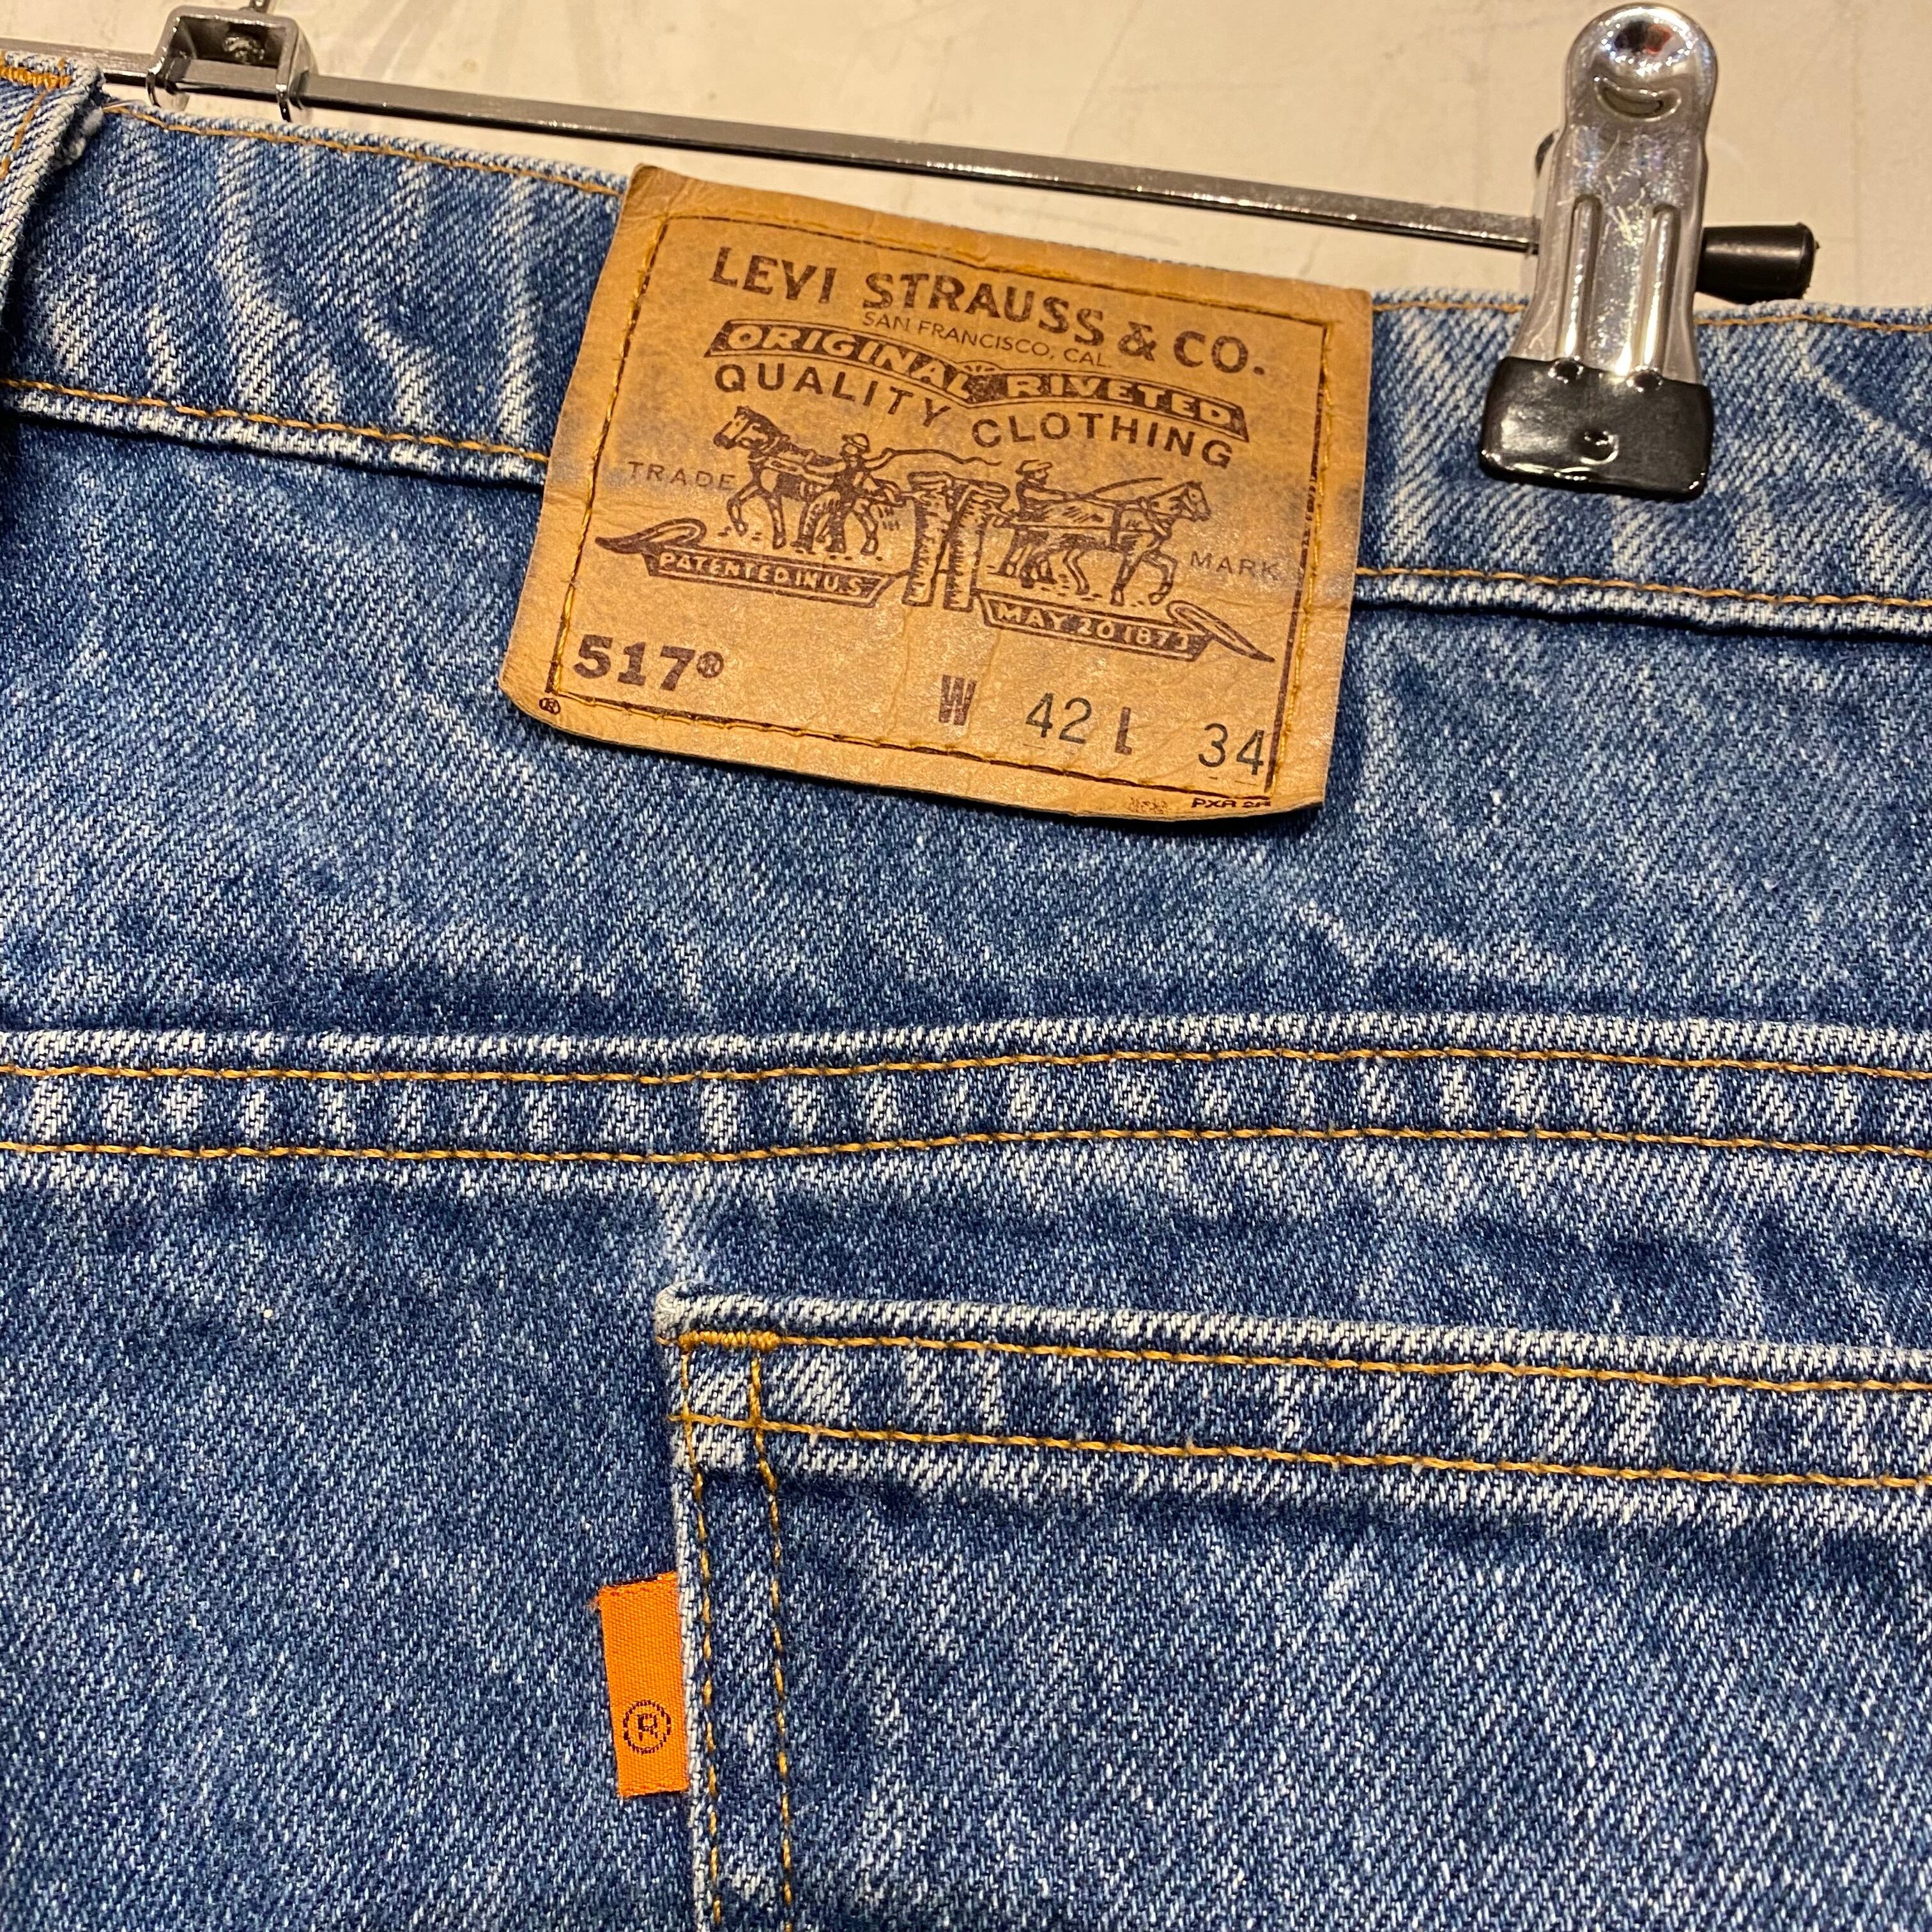 LEVI STRAUSS & CO.
SAN FRANCISCO, CAL.
ORIGINAL RIVETED
QUALITY CLOTHING
TRADE MARK
PATENTED IN U.S.
MAY 20 1873
517®
W 42 L 34
®
®